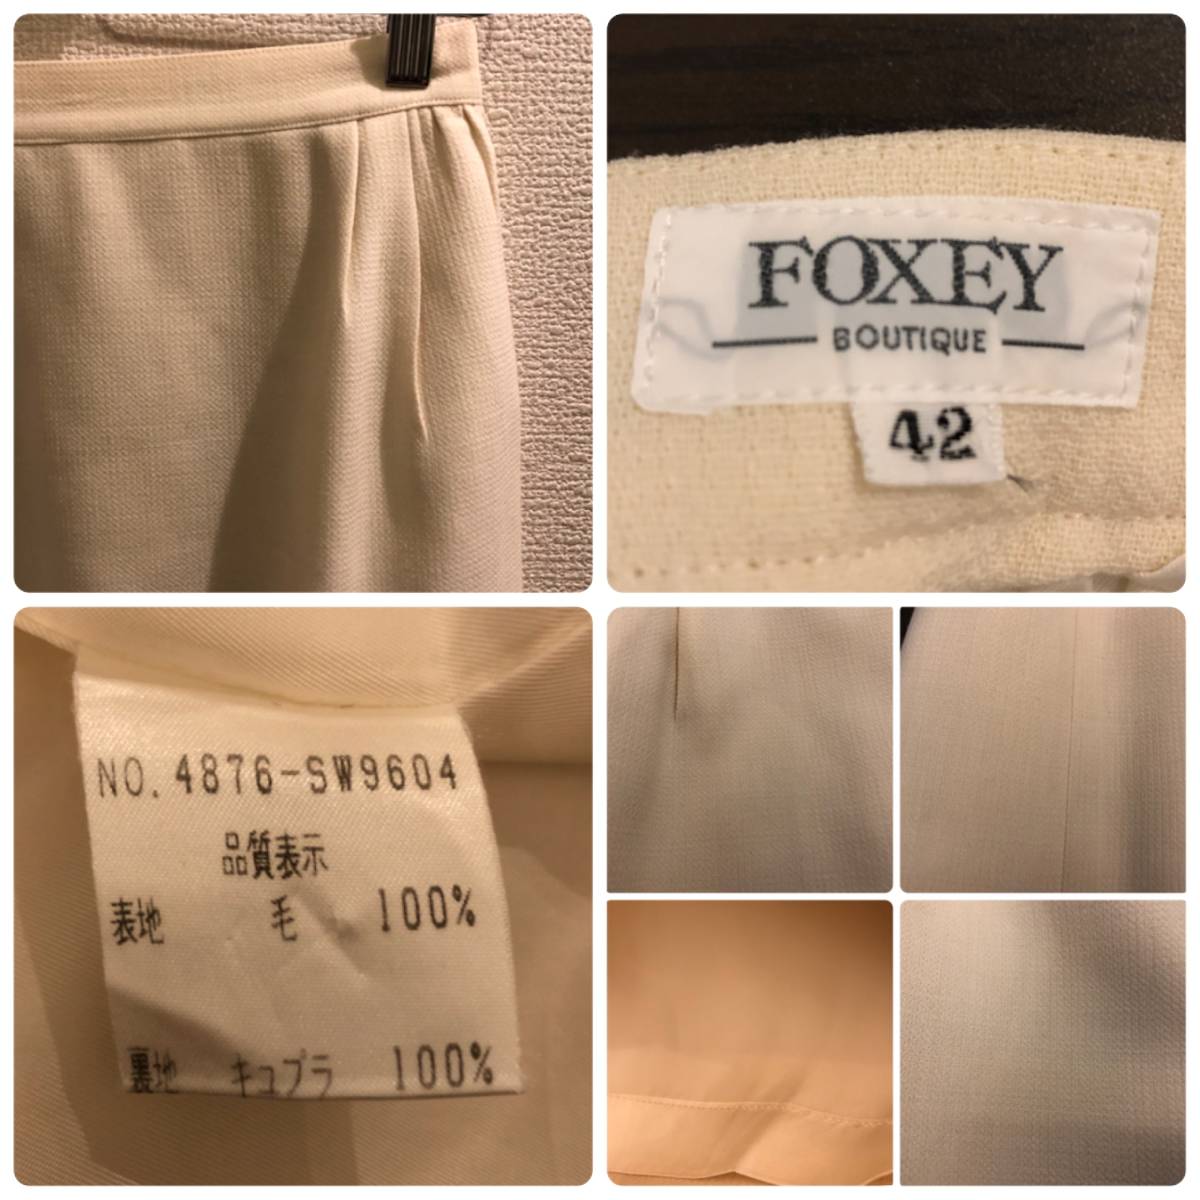 FOXEY
BOUTIQUE
42
NO. 4876-SW9604
品質表示
表地 毛 100%
裏地 キュプラ 100%